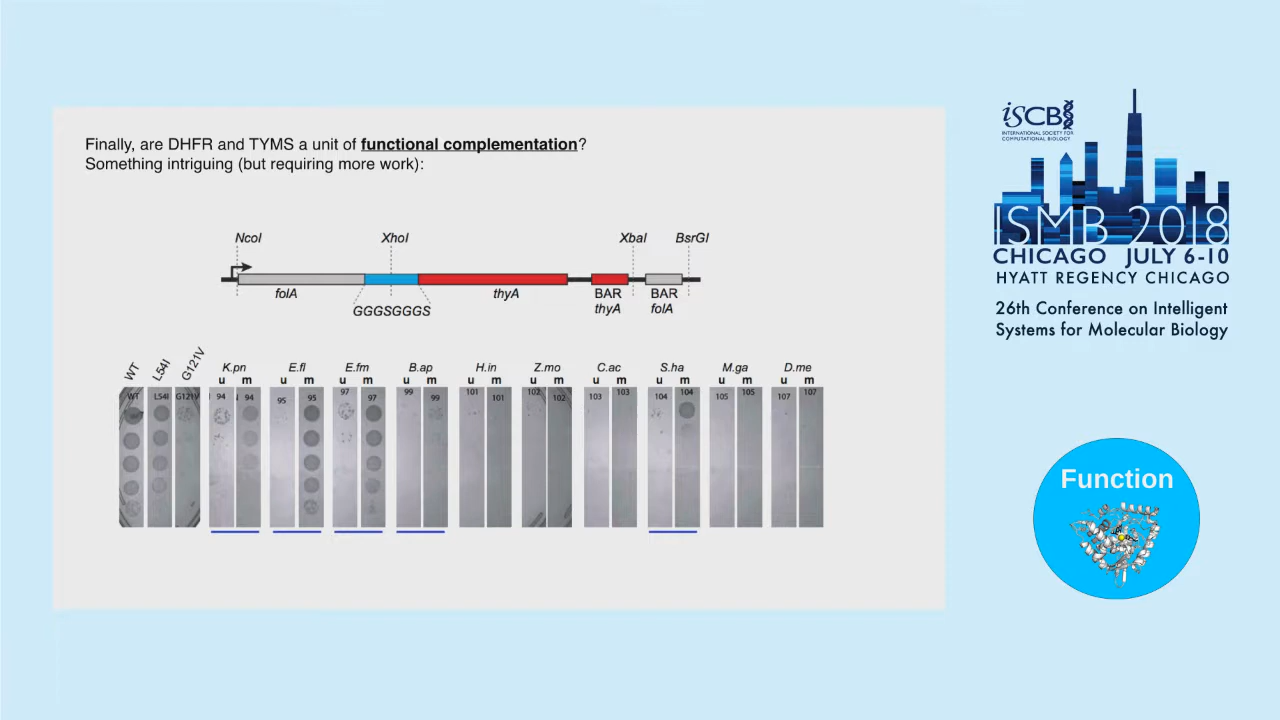 Finally, are DHFR and TYMS a unit of functional complementation?
Something intriguing (but requiring more work):
NcoI XhoI XbaI BsrGI
folA thyA BAR BAR
thyA folA
GGGSGGGS
WT L54I G121V K.pn E.fl E.fm B.ap H.in Z.mo C.ac S.ha M.ga D.me
u m u m u m u m u m u m u m u m u m u m
WT L54I G121V 94 94 95 95 97 97 99 99 101 101 102 102 103 103 104 104 105 105 107 107
iSCB
INTERNATIONAL SOCIETY FOR
COMPUTATIONAL BIOLOGY
ISMB 2018
CHICAGO JULY 6-10
HYATT REGENCY CHICAGO
26th Conference on Intelligent
Systems for Molecular Biology
Function